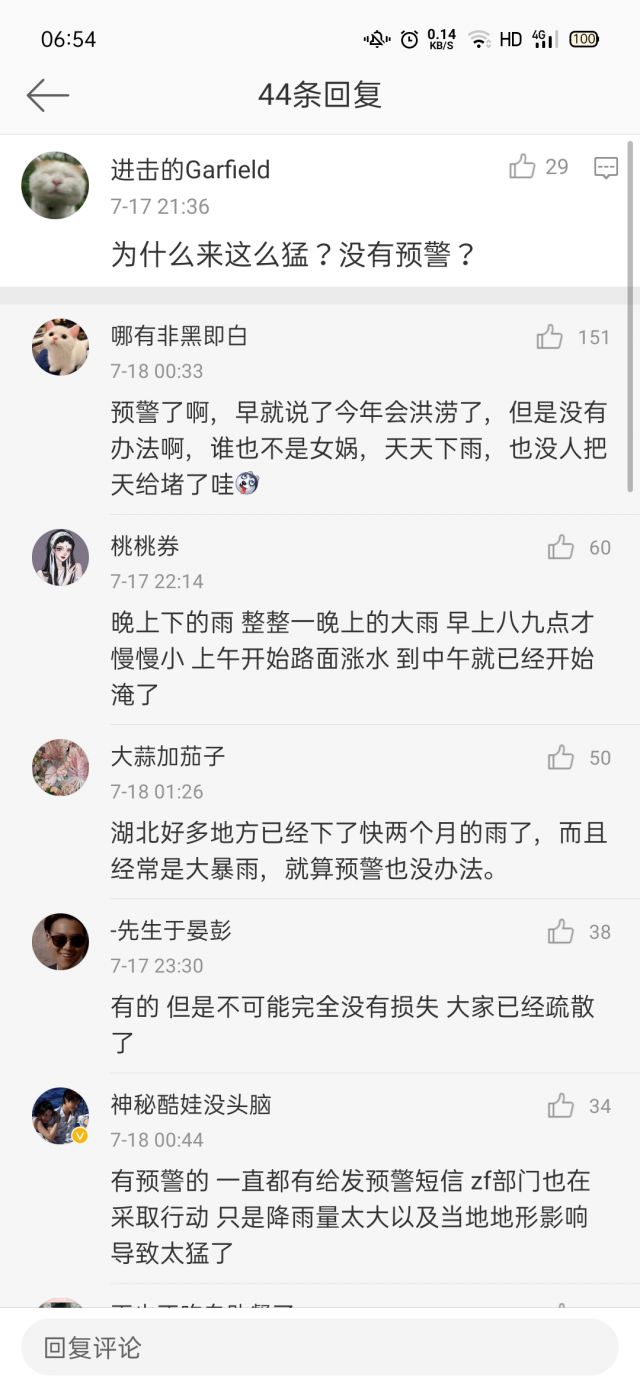 06:54
0.14
KB/S
HD
4G
100
44条回复
进击的Garfield
29
7-17 21:36
为什么来这么猛？没有预警？
哪有非黑即白
151
7-18 00:33
预警了啊，早就说了今年会洪涝了，但是没有
办法啊，谁也不是女娲，天天下雨，也没人把
天给堵了哇
桃桃券
60
7-17 22:14
晚上下的雨 整整一晚上的大雨 早上八九点才
慢慢小 上午开始路面涨水 到中午就已经开始
淹了
大蒜加茄子
50
7-18 01:26
湖北好多地方已经下了快两个月的雨了，而且
经常是大暴雨，就算预警也没办法。
-先生于晏彭
38
7-17 23:30
有的 但是不可能完全没有损失 大家已经疏散
了
神秘酷娃没头脑
34
7-18 00:44
有预警的 一直都有给发预警短信 zf部门也在
采取行动 只是降雨量太大以及当地地形影响
导致太猛了
回复评论